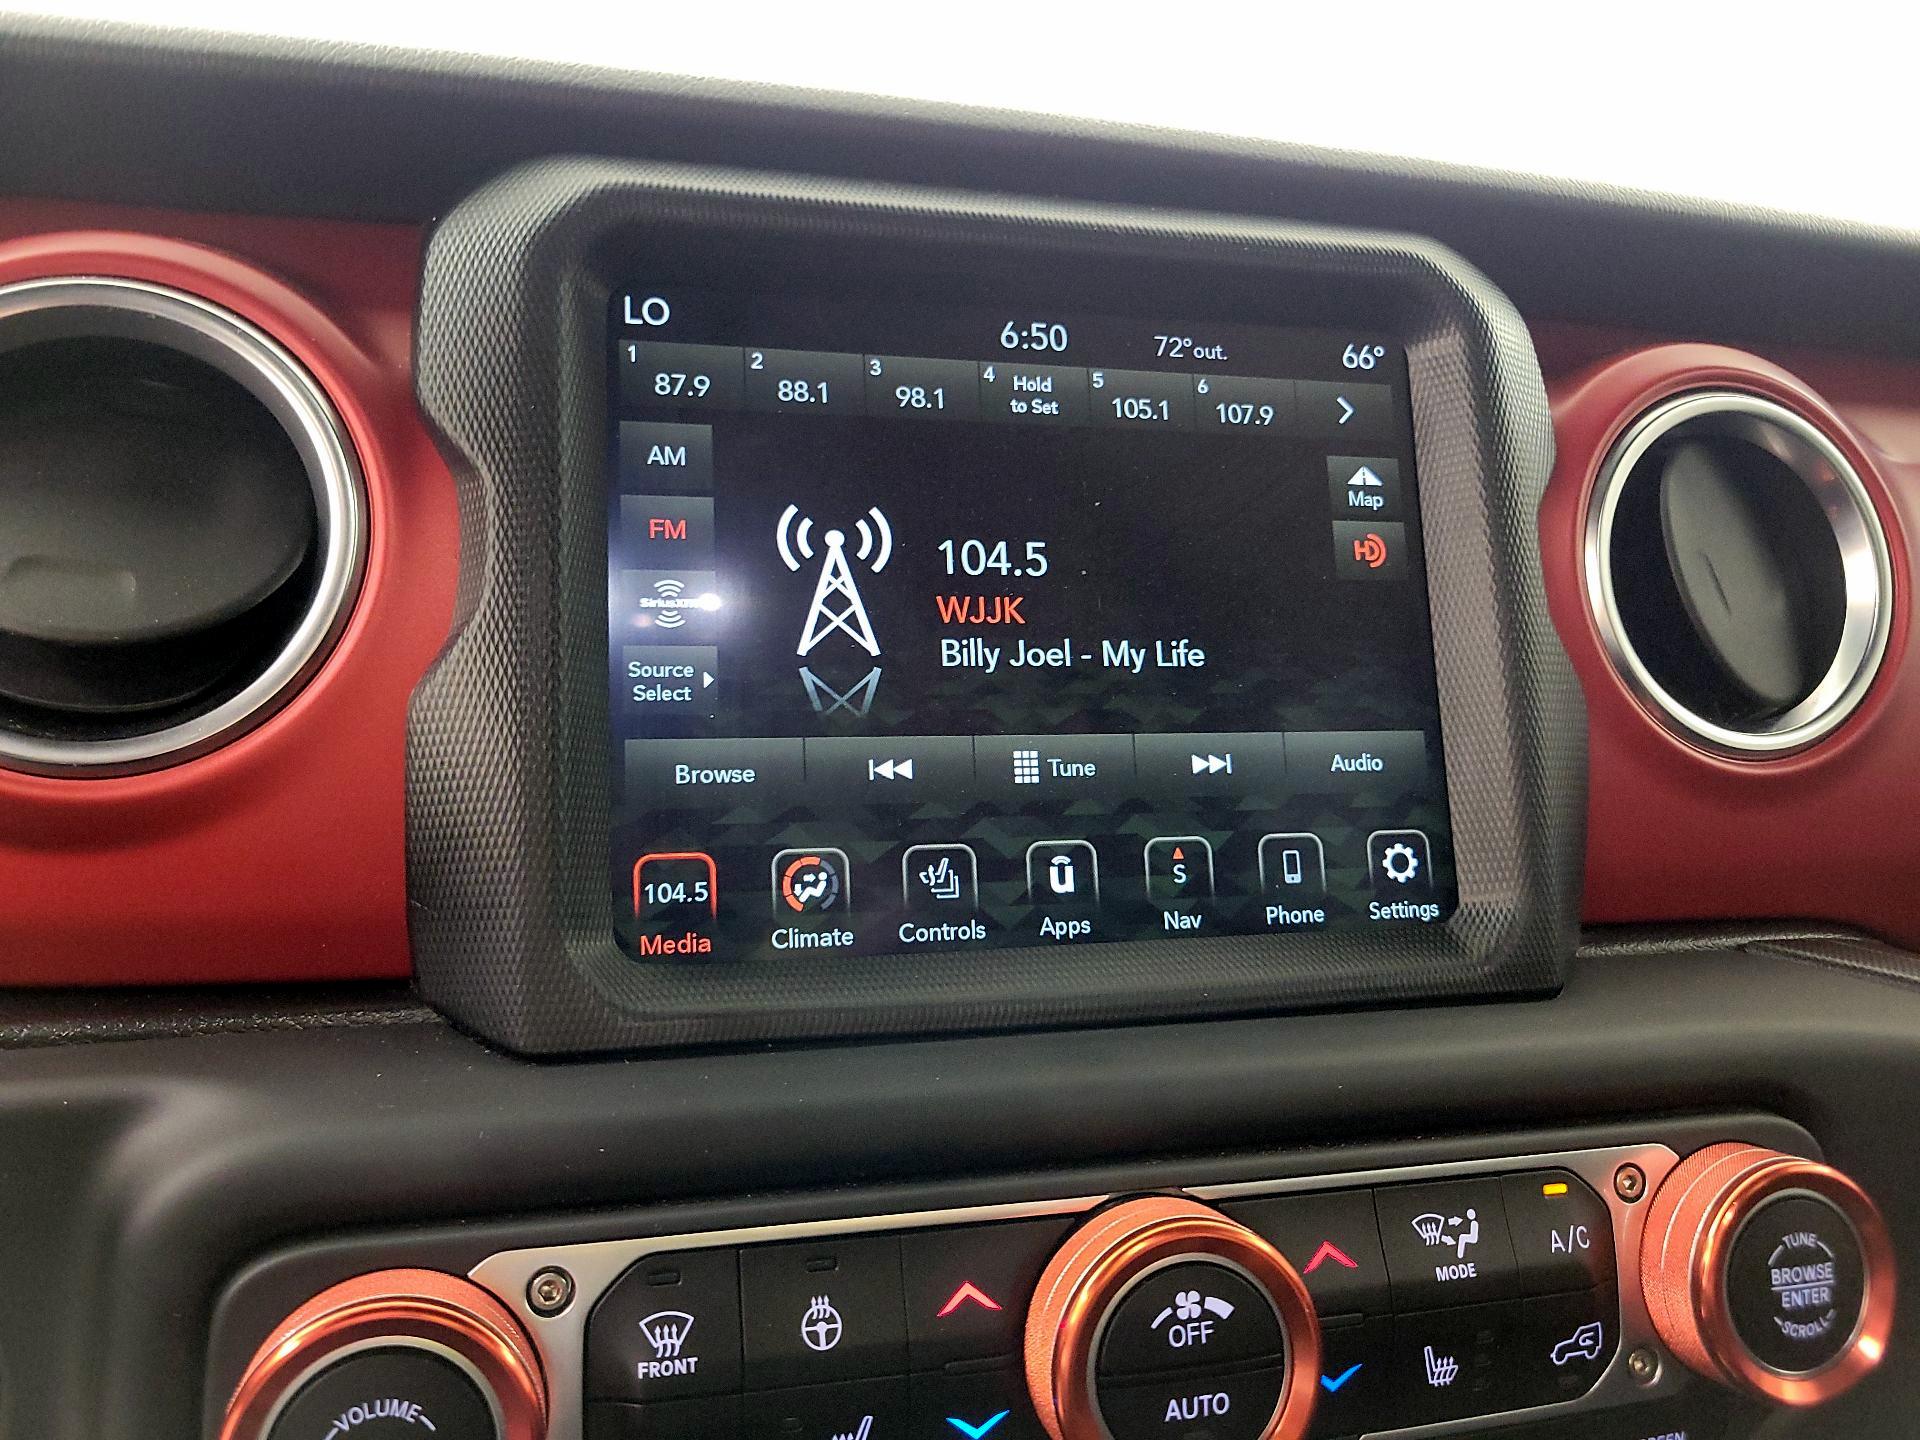 LO
6:50
72° out.
66°
1 87.9
2 88.1
3 98.1
4 Hold to Set
5 105.1
6 107.9
AM
FM
SiriusXM
Source
Select
Map
HD
104.5
WJJK
Billy Joel - My Life
Browse
Tune
Audio
104.5
Media
Climate
Controls
u
Apps
S
Nav
Phone
Settings
FRONT
OFF
AUTO
MODE
A/C
VOLUME
TUNE
BROWSE
ENTER
SCROLL